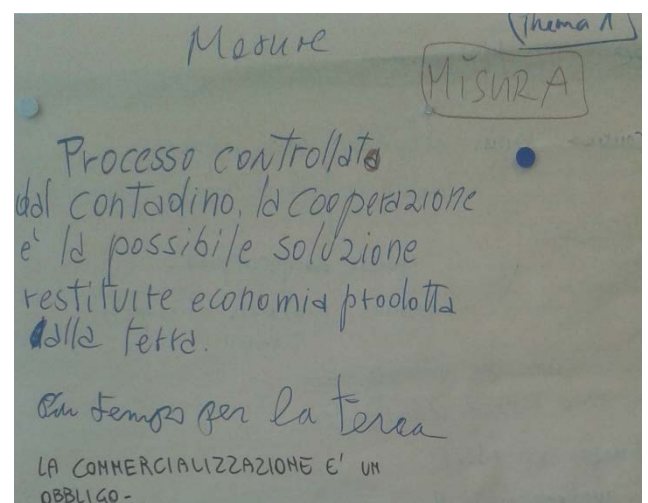 Mesure
Thema 1
MISURA
Processo controllato
dal contadino, la cooperazione
e' la possibile soluzione
restituire economia prodotta
dalla terra.
tempo per la terra
LA COMMERCIALIZZAZIONE E' UN
OBBLIGO-